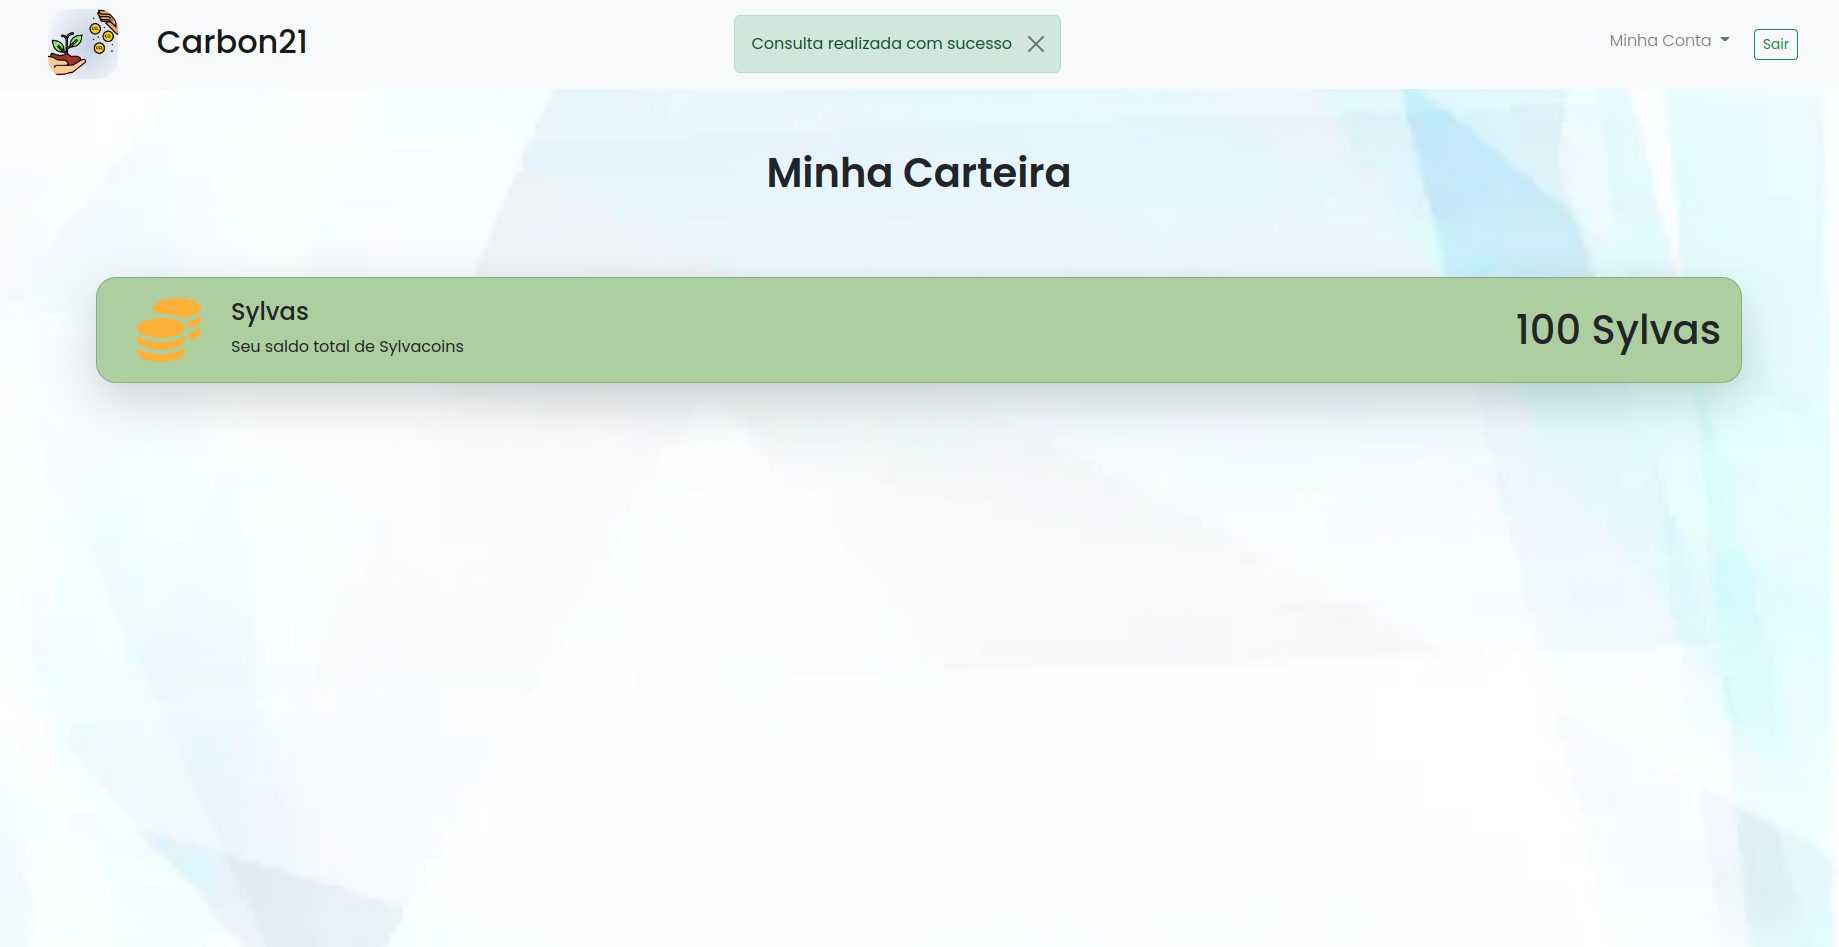 Carbon21
Consulta realizada com sucesso
Minha Conta
Sair
Minha Carteira
Sylvas
Seu saldo total de Sylvacoins
100 Sylvas